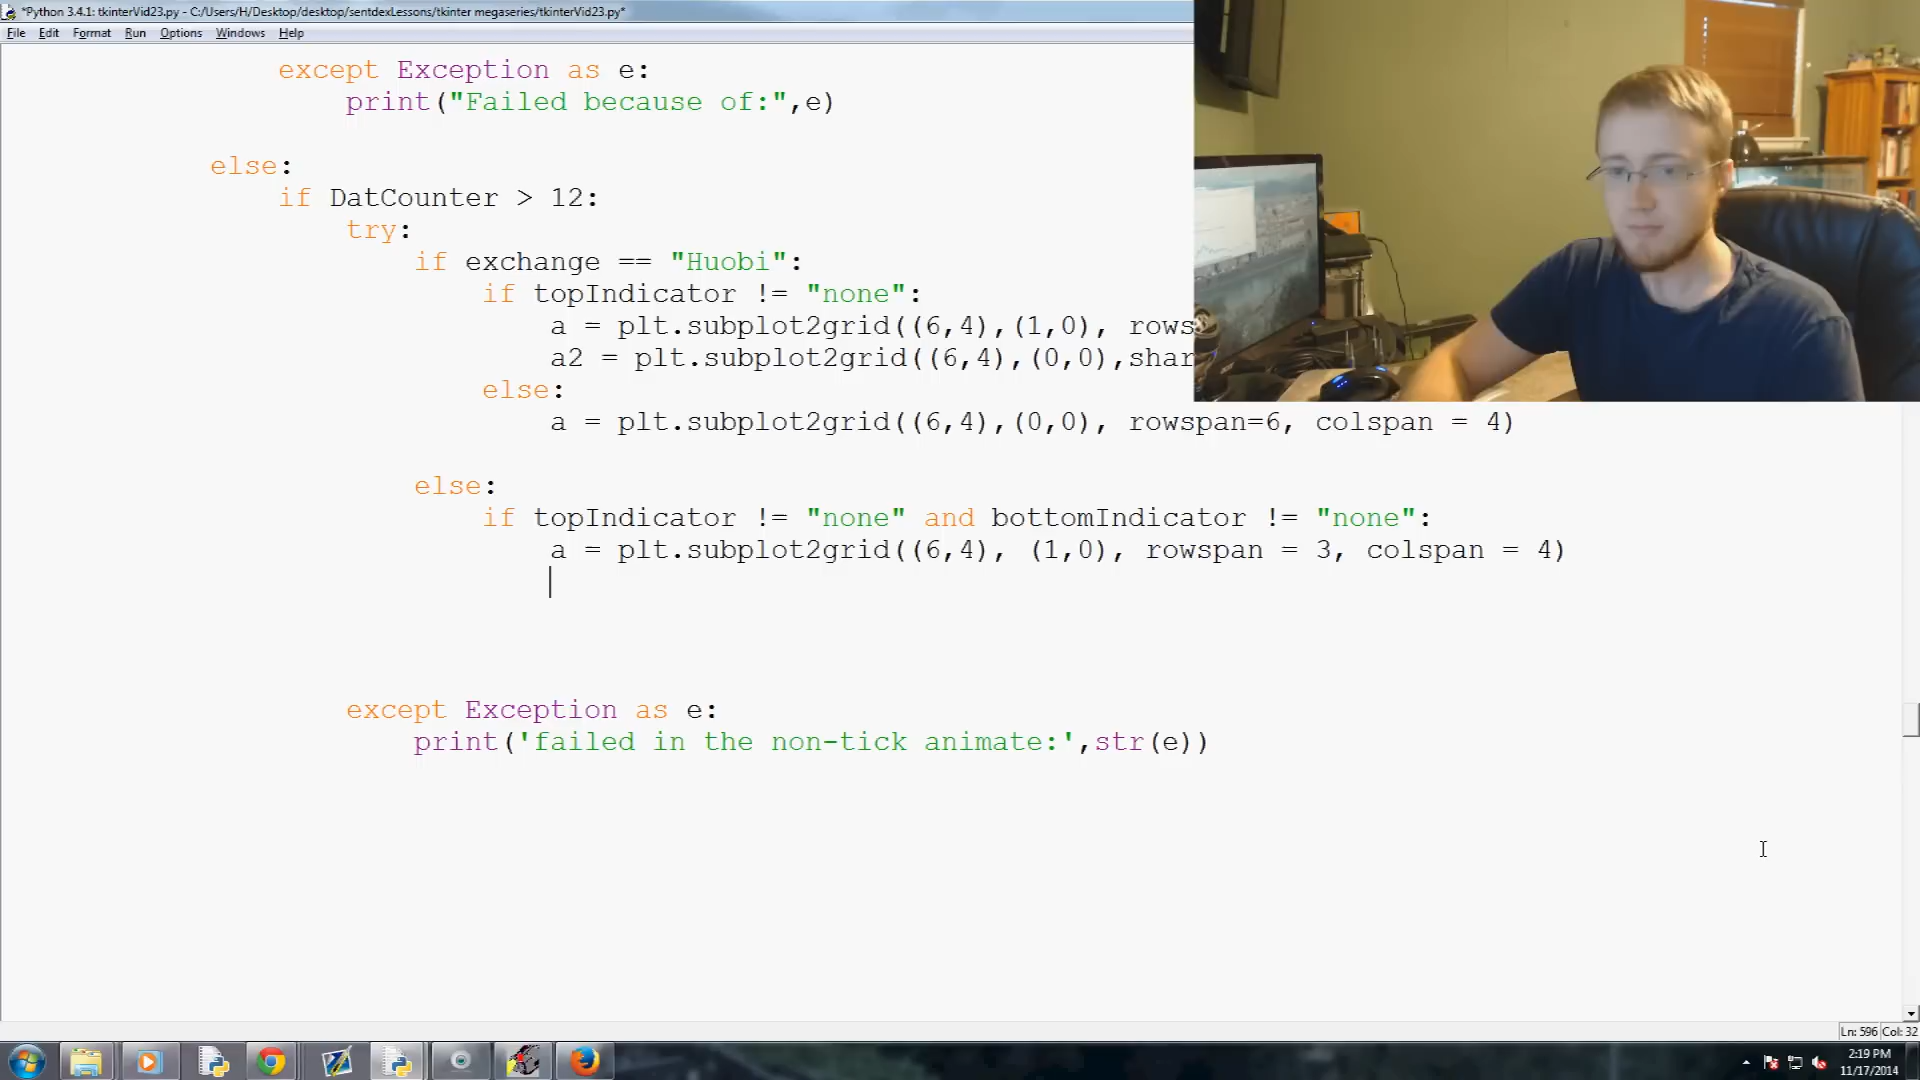 *Python 3.4.1: tkinterVid23.py - C:/Users/H/Desktop/desktop/sentdexLessons/tkinter megaseries/tkinterVid23.py*
File Edit Format Run Options Windows Help
except Exception as e:
print("Failed because of:",e)
else:
if DatCounter > 12:
try:
if exchange == "Huobi":
if topIndicator != "none":
a = plt.subplot2grid((6,4),(1,0), rows
a2 = plt.subplot2grid((6,4),(0,0),shar
else:
a = plt.subplot2grid((6,4),(0,0), rowspan=6, colspan = 4)
else:
if topIndicator != "none" and bottomIndicator != "none":
a = plt.subplot2grid((6,4), (1,0), rowspan = 3, colspan = 4)
except Exception as e:
print('failed in the non-tick animate:',str(e))
Ln: 596 Col: 32
2:19 PM
11/17/2014